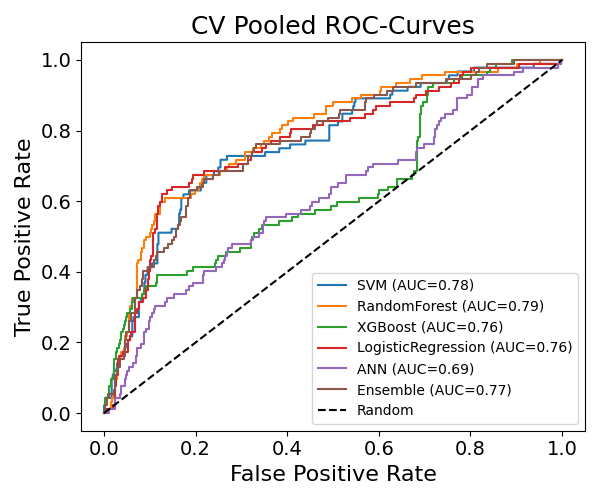 CV Pooled ROC-Curves
True Positive Rate
1.0
0.8
0.6
0.4
0.2
0.0
SVM (AUC=0.78)
RandomForest (AUC=0.79)
XGBoost (AUC=0.76)
LogisticRegression (AUC=0.76)
ANN (AUC=0.69)
Ensemble (AUC=0.77)
Random
0.0 0.2 0.4 0.6 0.8 1.0
False Positive Rate